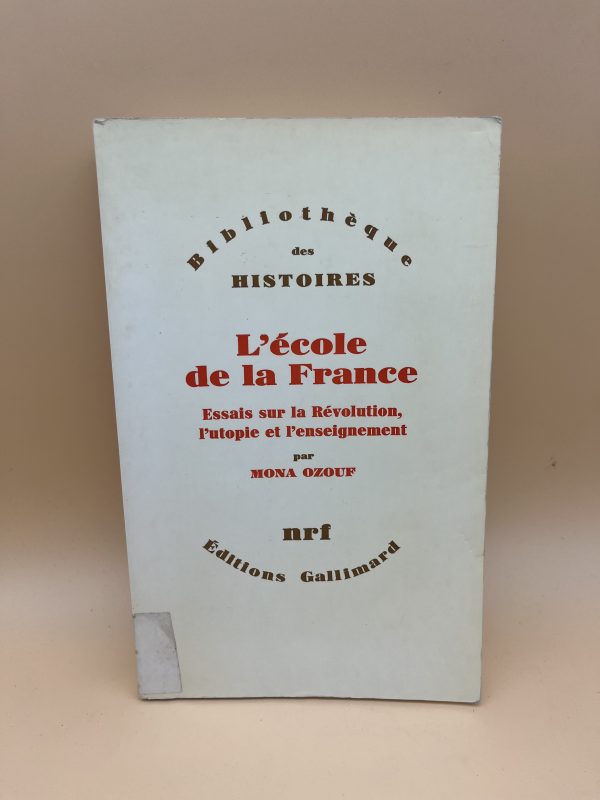 Bibliothèque
des
HISTOIRES
L'école
de la France
Essais sur la Révolution,
l'utopie et l'enseignement
par
MONA OZOUF
nrf
Éditions Gallimard